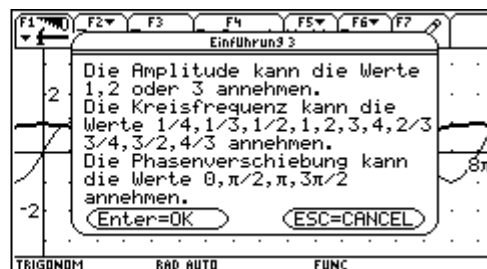 F1 F2 F3 F4 F5 F6 F7
Einführung 3
Die Amplitude kann die Werte
1,2 oder 3 annehmen.
Die Kreisfrequenz kann die
Werte 1/4,1/3,1/2,1,2,3,4,2/3
3/4,3/2,4/3 annehmen.
Die Phasenverschiebung kann
die Werte 0,π/2,π,3π/2
annehmen.
Enter=OK ESC=CANCEL
2
8π
-2
TRIGONOM RAD AUTO FUNC